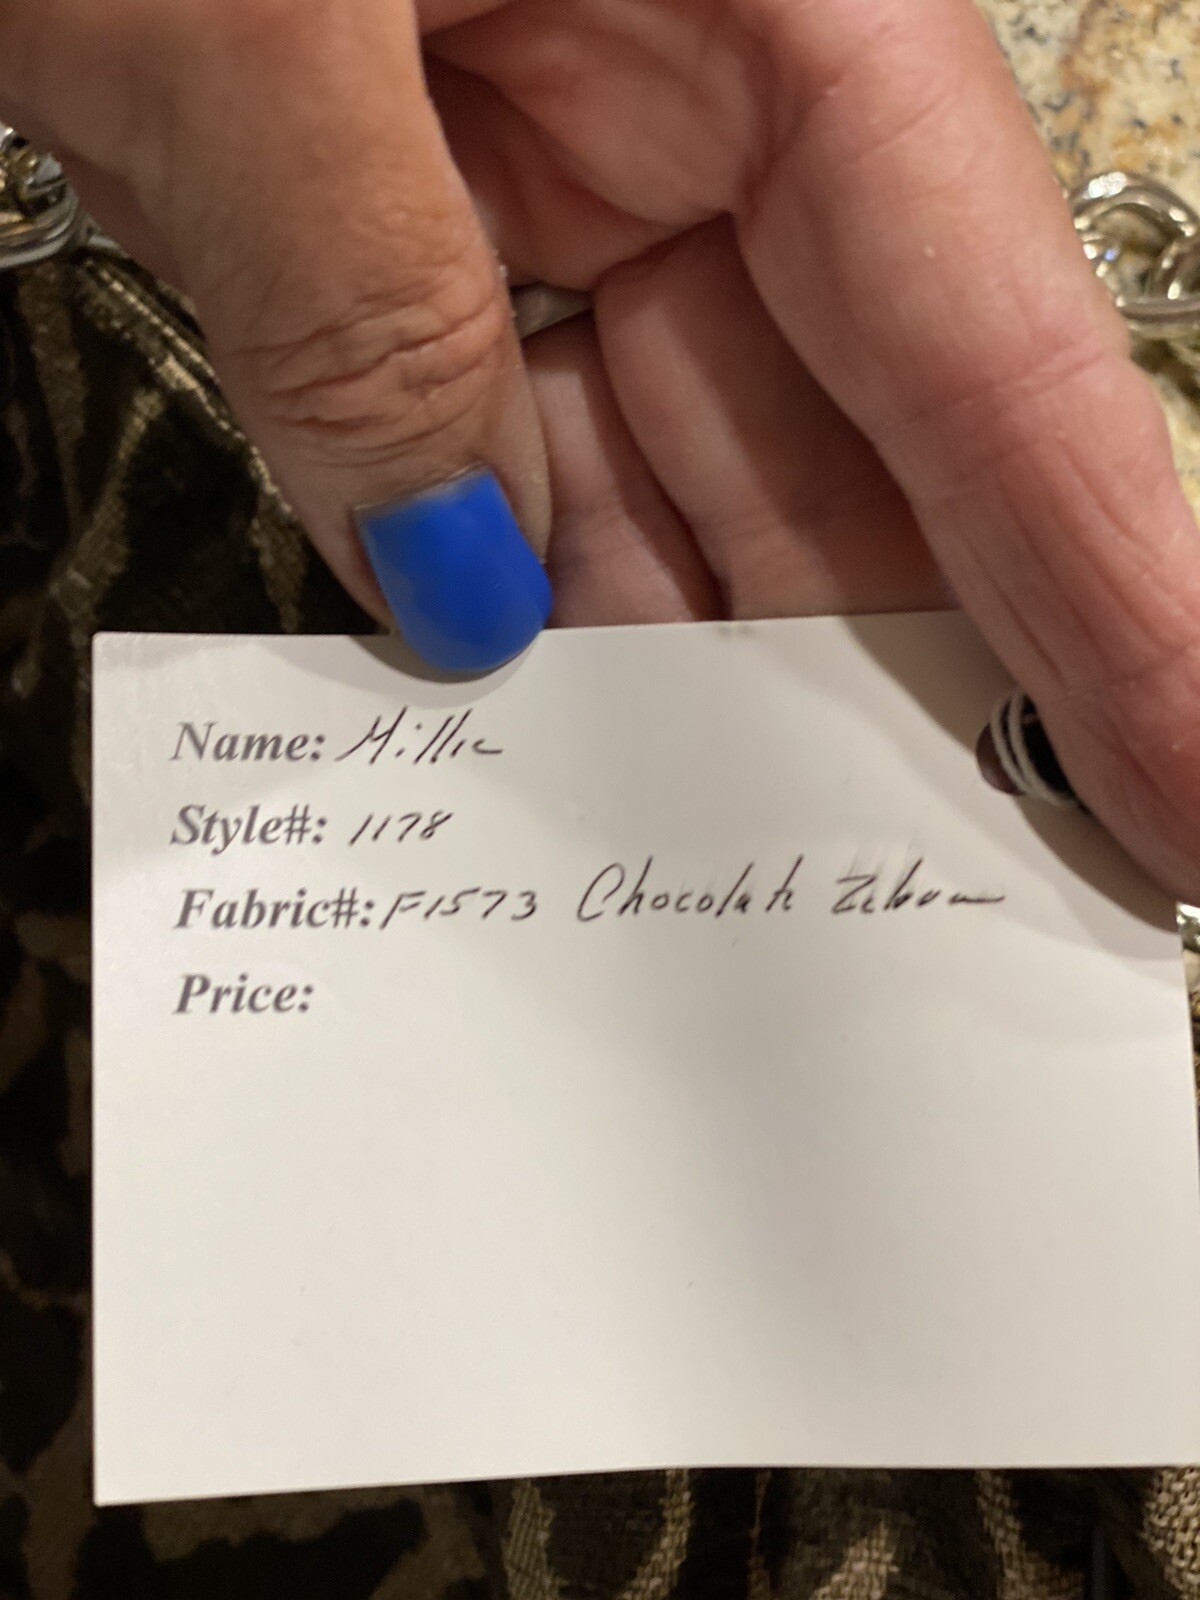 Name: Millie
Style#: 1178
Fabric#: F1573 Chocolate Zebra
Price: